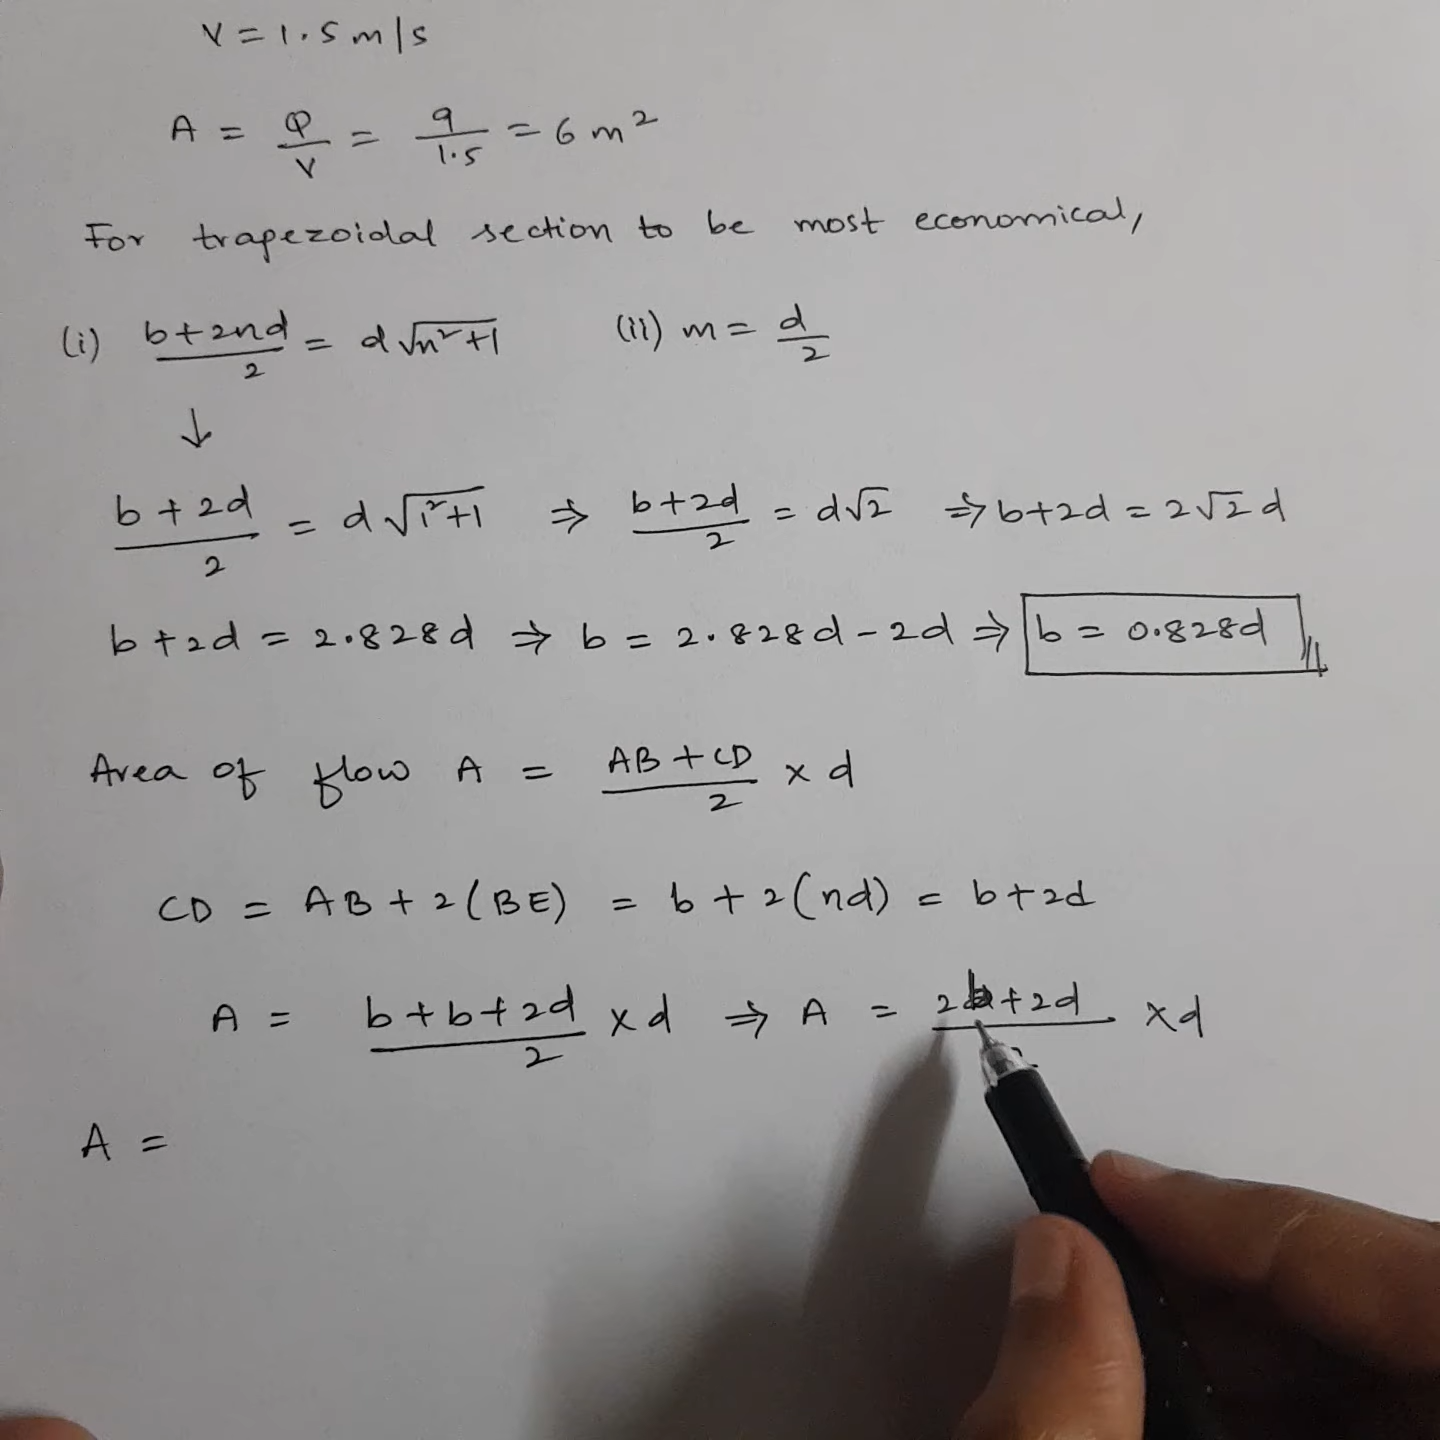 V = 1.5 m/s
A = Q/V = 9/1.5 = 6 m²
For trapezoidal section to be most economical,
(i) (b+2nd)/2 = d√(n²+1) (ii) m = d/2
↓
(b+2d)/2 = d√(1²+1) ⇒ (b+2d)/2 = d√2 ⇒ b+2d = 2√2 d
b+2d = 2.828d ⇒ b = 2.828d - 2d ⇒ b = 0.828d
Area of flow A = (AB+CD)/2 × d
CD = AB + 2(BE) = b + 2(nd) = b+2d
A = (b+b+2d)/2 × d ⇒ A = (2b+2d)/2 × d
A =